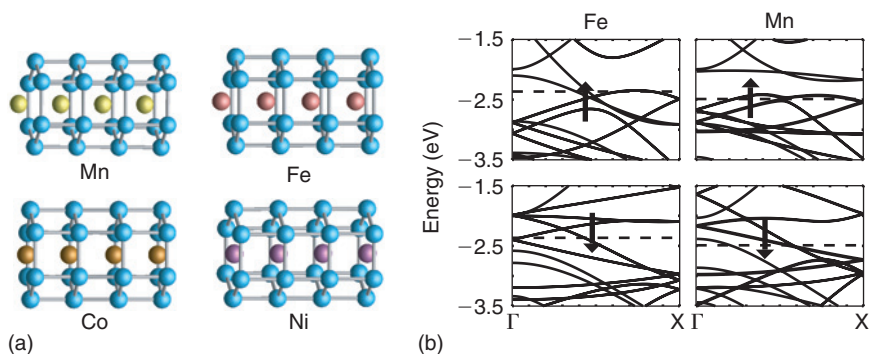 Mn
Fe
Co
Ni
(a)
Fe
Mn
Energy (eV)
−1.5
−2.5
−3.5
−1.5
−2.5
−3.5
Γ
X Γ
X
(b)